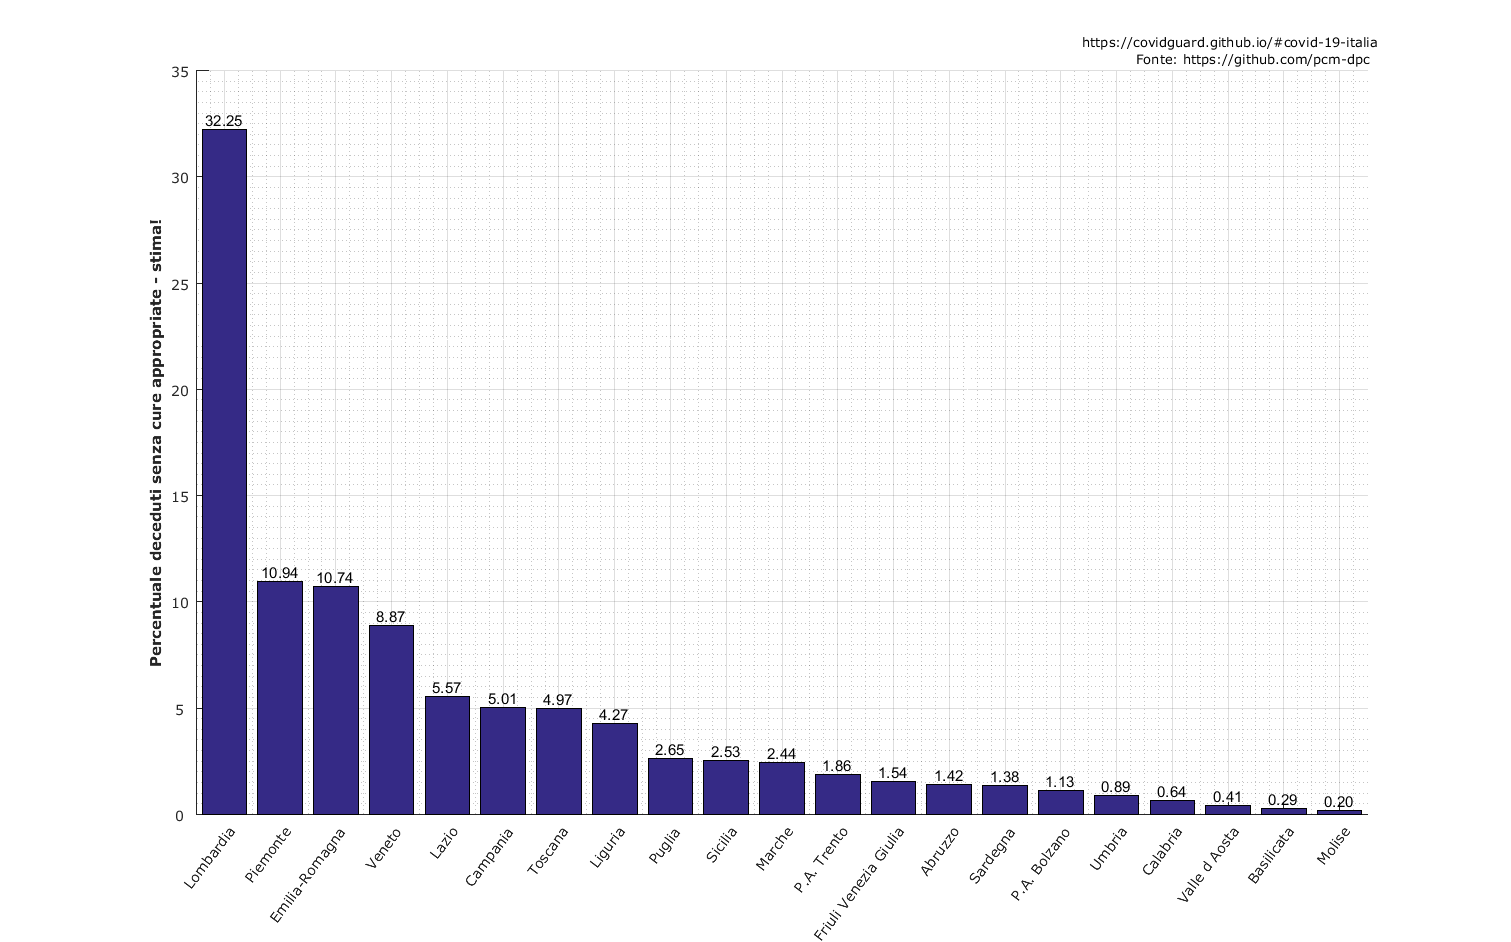 https://covidguard.github.io/#covid-19-italia
Fonte: https://github.com/pcm-dpc
Percentuale deceduti senza cure appropriate - stima!
35
30
25
20
15
10
5
0
32.25
10.94
10.74
8.87
5.57
5.01
4.97
4.27
2.65
2.53
2.44
1.86
1.54
1.42
1.38
1.13
0.89
0.64
0.41
0.29
0.20
Lombardia
Piemonte
Emilia-Romagna
Veneto
Lazio
Campania
Toscana
Liguria
Puglia
Sicilia
Marche
P.A. Trento
Friuli Venezia Giulia
Abruzzo
Sardegna
P.A. Bolzano
Umbria
Calabria
Valle d Aosta
Basilicata
Molise